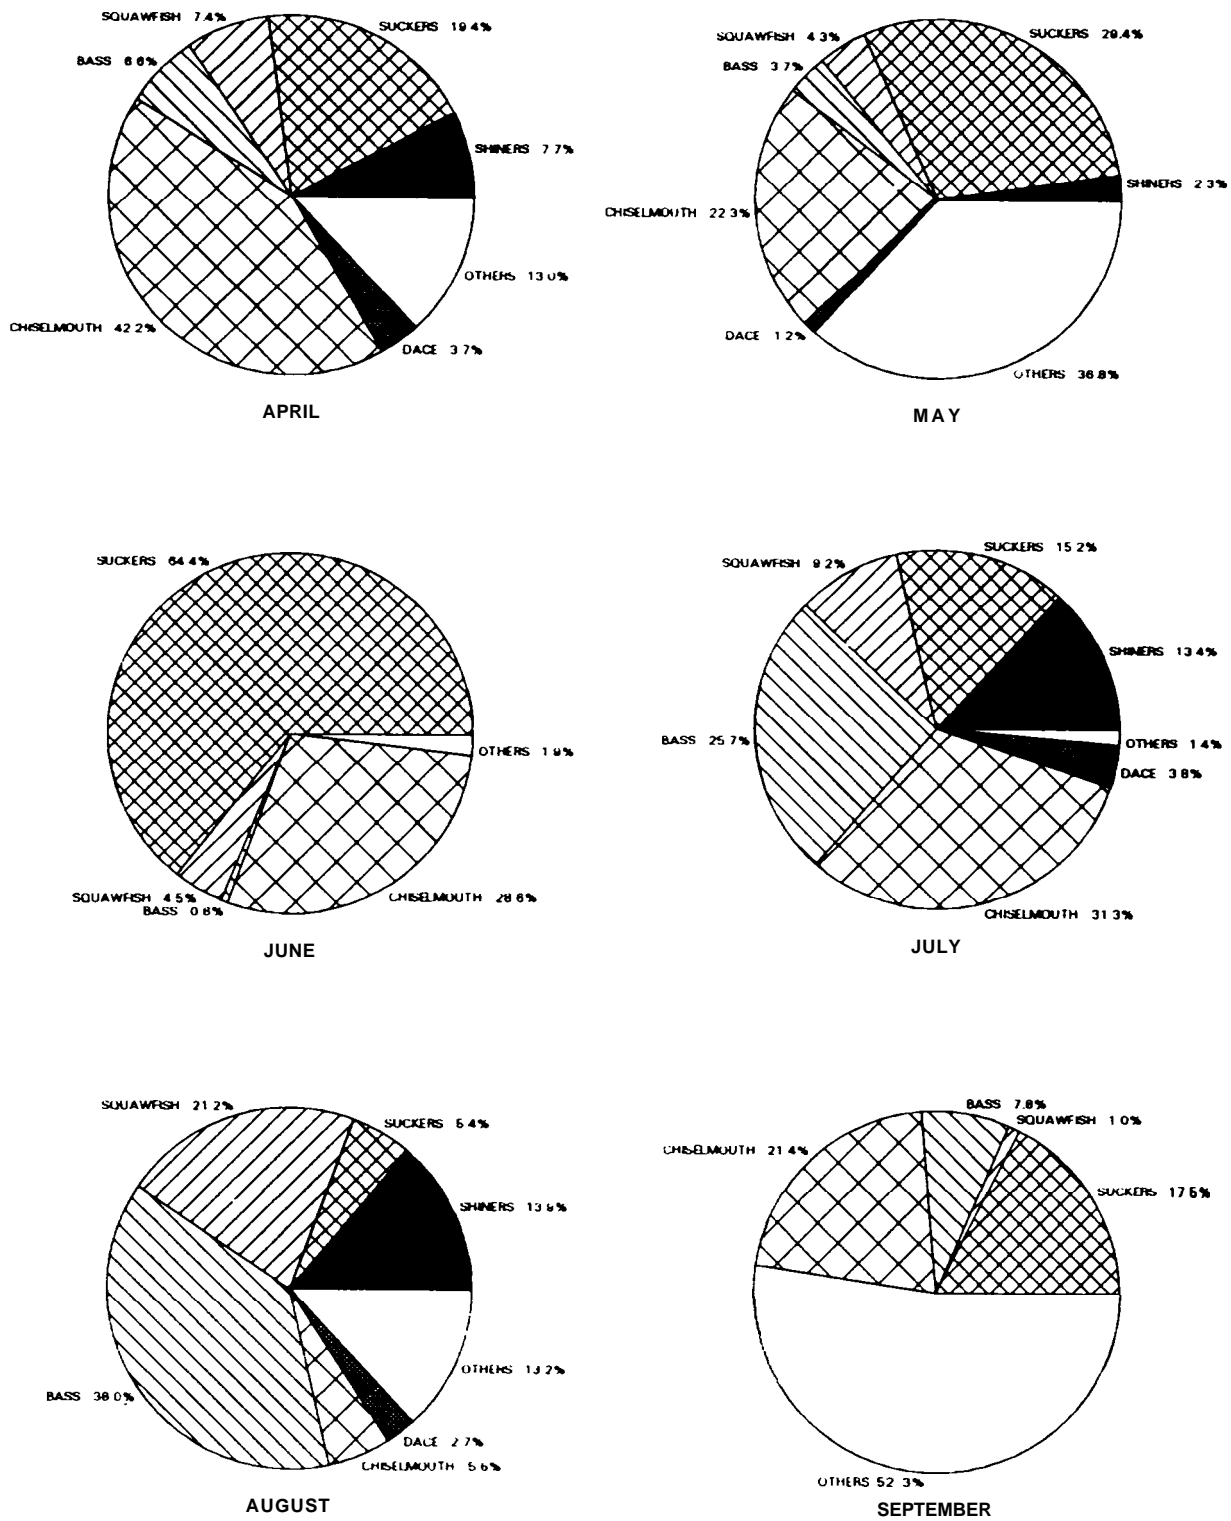 SQUAWFISH 7.4%
SUCKERS 19.4%
BASS 6.6%
SHINERS 7.7%
OTHERS 13.0%
CHISELMOUTH 42.2%
DACE 3.7%
APRIL
SQUAWFISH 4.3%
SUCKERS 29.4%
BASS 3.7%
SHINERS 2.3%
CHISELMOUTH 22.3%
DACE 1.2%
OTHERS 36.8%
MAY
SUCKERS 64.4%
OTHERS 1.9%
SQUAWFISH 4.5%
CHISELMOUTH 28.6%
BASS 0.6%
JUNE
SQUAWFISH 9.2%
SUCKERS 15.2%
SHINERS 13.4%
BASS 25.7%
OTHERS 1.4%
DACE 3.8%
CHISELMOUTH 31.3%
JULY
SQUAWFISH 21.2%
SUCKERS 5.4%
SHINERS 13.9%
OTHERS 13.2%
BASS 38.0%
DACE 2.7%
CHISELMOUTH 5.6%
AUGUST
BASS 7.8%
SQUAWFISH 1.0%
CHISELMOUTH 21.4%
SUCKERS 17.5%
OTHERS 52.3%
SEPTEMBER